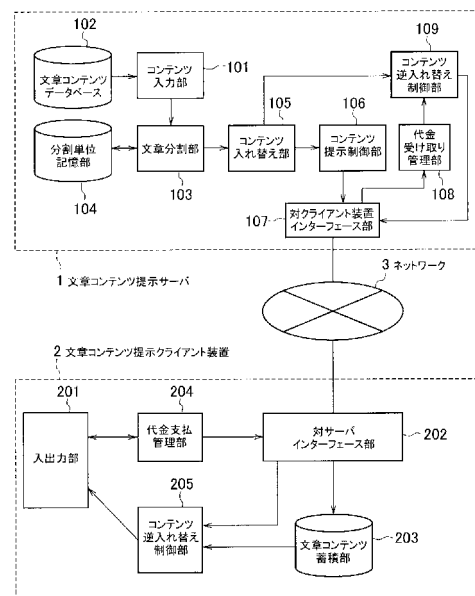 102
文章コンテンツ
データベース
コンテンツ
入力部
101
109
コンテンツ
逆入れ替え
制御部
分割単位
記憶部
104
文章分割部
103
105
コンテンツ
入れ替え部
106
コンテンツ
提示制御部
代金
受け取り
管理部
108
107
対クライアント装置
インターフェース部
1 文章コンテンツ提示サーバ
3 ネットワーク
2 文章コンテンツ提示クライアント装置
201
入出力部
204
代金支払
管理部
対サーバ
インターフェース部
202
205
コンテンツ
逆入れ替え
制御部
文章コンテンツ
蓄積部
203